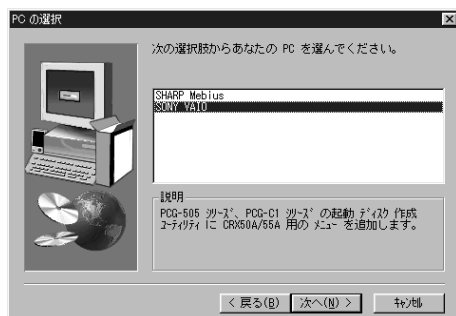 PC の選択
次の選択肢からあなたの PC を選んでください。
SHARP Mebius
SONY VAIO
説明
PCG-505 ｼﾘｰｽﾞ、PCG-C1 ｼﾘｰｽﾞ の起動 ﾃﾞｨｽｸ 作成
ﾕｰﾃｨﾘﾃｨ に CRX50A/55A 用の ﾒﾆｭｰ を追加します。
< 戻る(B)
次へ(N) >
ｷｬﾝｾﾙ